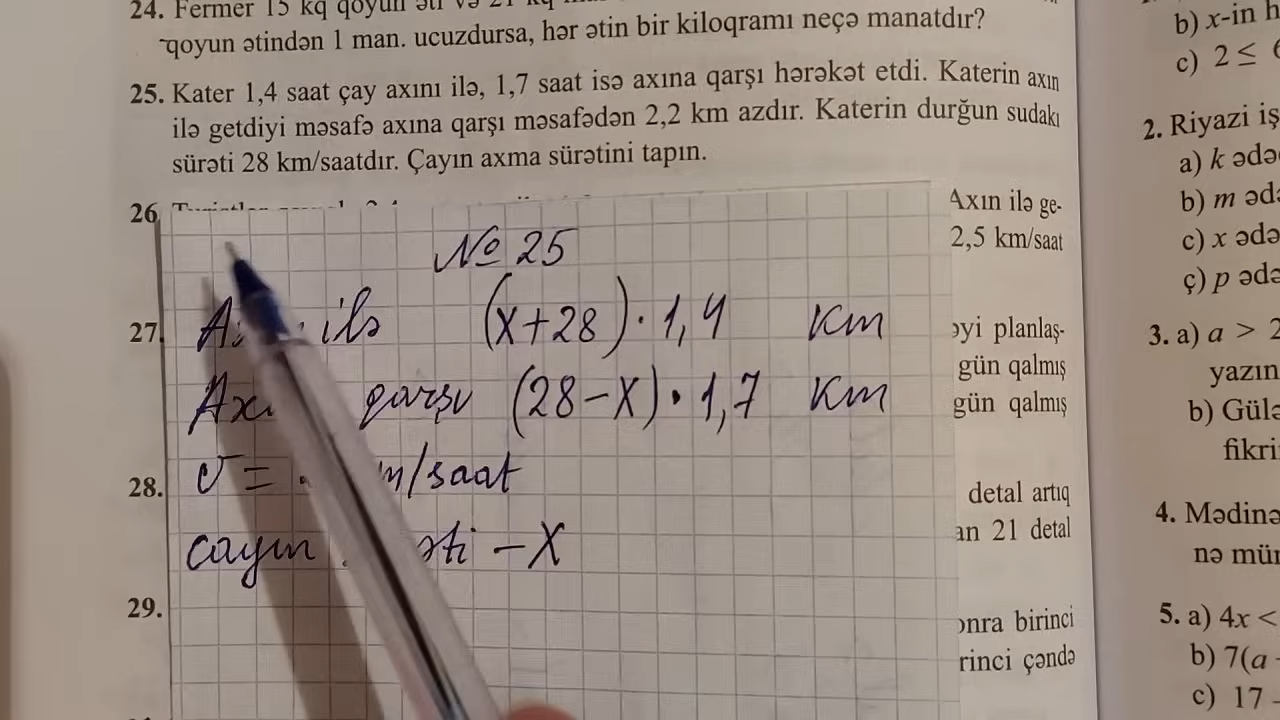 24. Fermer 15 kq qoyun əti və 21 kq
qoyun ətindən 1 man. ucuzdursa, hər ətin bir kiloqramı neçə manatdır?
25. Kater 1,4 saat çay axını ilə, 1,7 saat isə axına qarşı hərəkət etdi. Katerin axın
ilə getdiyi məsafə axına qarşı məsafədən 2,2 km azdır. Katerin durğun sudakı
sürəti 28 km/saatdır. Çayın axma sürətini tapın.
26
Axın ilə ge-
2,5 km/saat
№ 25
ilə (x+28)·1,4 km
27.
əyi planlaş-
gün qalmış
qarşı (28-x)·1,7 km
gün qalmış
28.
v = m/saat
detal artıq
an 21 detal
çayın əti -x
29.
onra birinci
rinci çəndə
b) x-in h
c) 2 ≤ 6
2. Riyazi iş
a) k ədə
b) m ədə
c) x ədə
ç) p ədə
3. a) a > 2
yazın
b) Gülə
fikri
4. Mədinə
nə mür
5. a) 4x <
b) 7(a -
c) 17 -